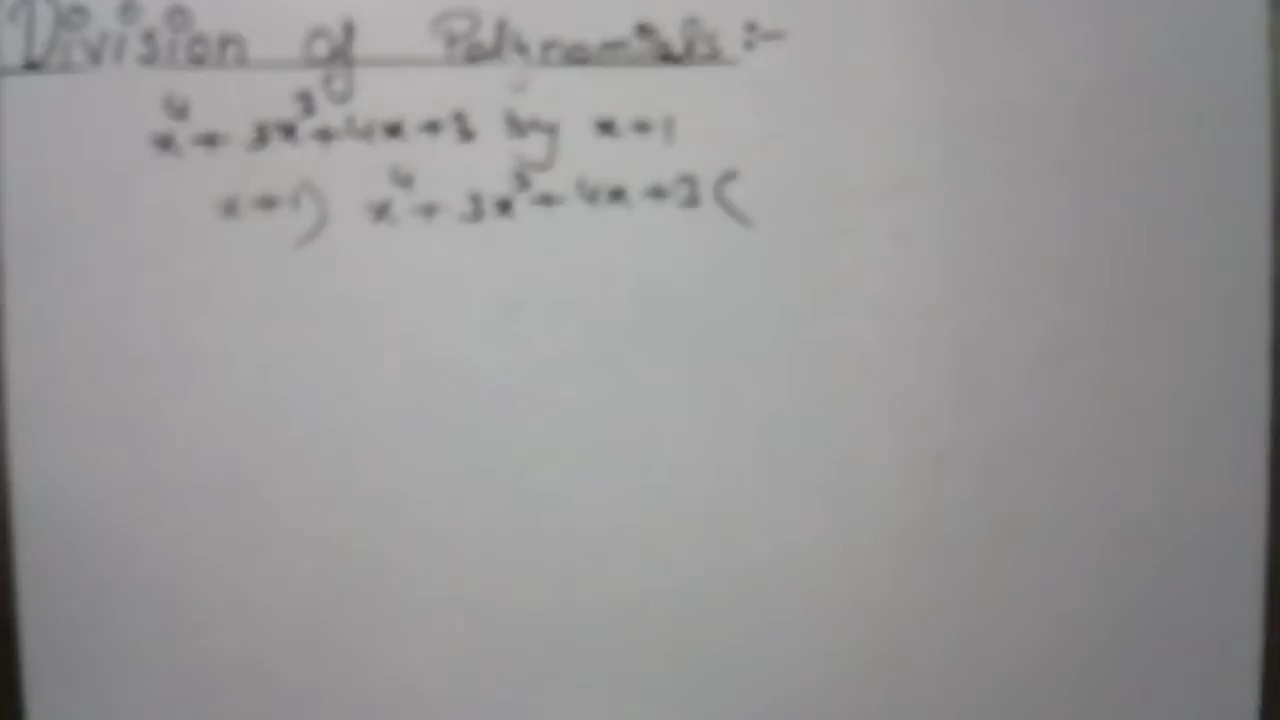 Division of Polynomials :-
x⁴ + 3x³ + 4x + 3 by x + 1
x + 1) x⁴ + 3x³ + 4x + 3 (